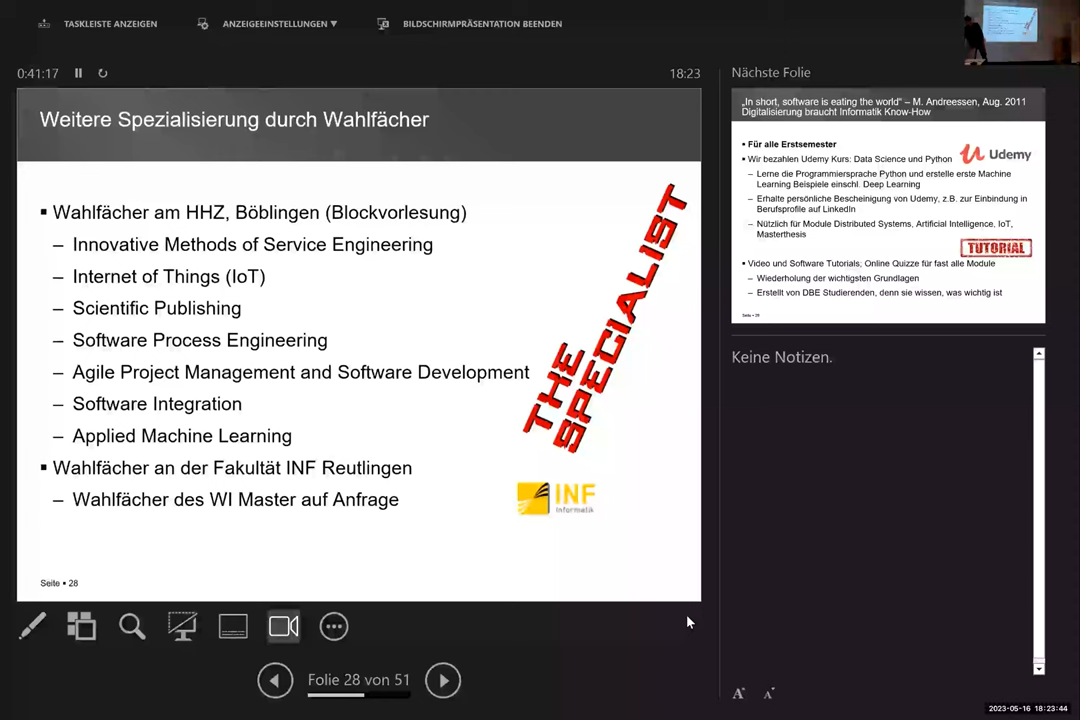 TASKLEISTE ANZEIGEN
ANZEIGEEINSTELLUNGEN ▼
BILDSCHIRMPRÄSENTATION BEENDEN
0:41:17
18:23
Weitere Spezialisierung durch Wahlfächer
▪ Wahlfächer am HHZ, Böblingen (Blockvorlesung)
– Innovative Methods of Service Engineering
– Internet of Things (IoT)
– Scientific Publishing
– Software Process Engineering
– Agile Project Management and Software Development
– Software Integration
– Applied Machine Learning
▪ Wahlfächer an der Fakultät INF Reutlingen
– Wahlfächer des WI Master auf Anfrage
THE
SPECIALIST
INF
Informatik
Seite ▪ 28
Folie 28 von 51
Nächste Folie
„In short, software is eating the world“ – M. Andreessen, Aug. 2011
Digitalisierung braucht Informatik Know-How
▪ Für alle Erstsemester
▪ Wir bezahlen Udemy Kurs: Data Science und Python
Udemy
– Lerne die Programmiersprache Python und erstelle erste Machine
Learning Beispiele einschl. Deep Learning
– Erhalte persönliche Bescheinigung von Udemy, z.B. zur Einbindung in
Berufsprofile auf LinkedIn
– Nützlich für Module Distributed Systems, Artificial Intelligence, IoT,
Masterthesis
TUTORIAL
▪ Video und Software Tutorials; Online Quizze für fast alle Module
– Wiederholung der wichtigsten Grundlagen
– Erstellt von DBE Studierenden, denn sie wissen, was wichtig ist
Seite ▪ 29
Keine Notizen.
A A
2023-05-16 18:23:44